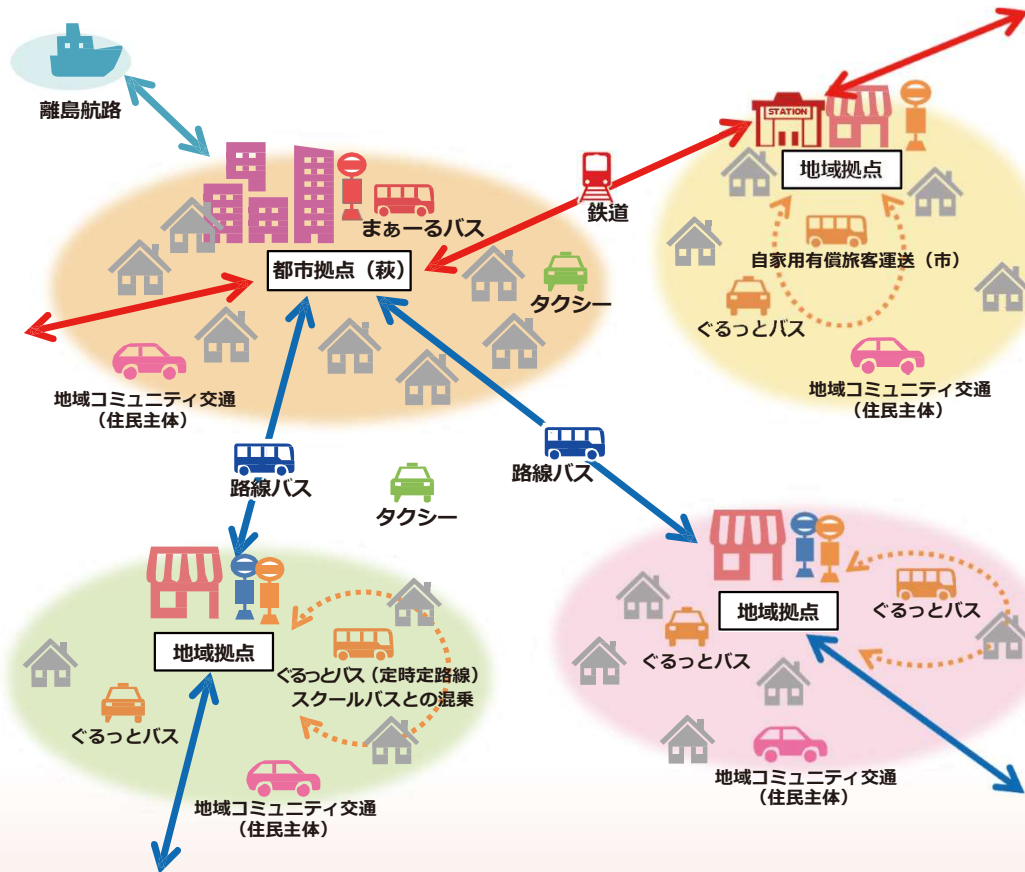 離島航路
STATION
地域拠点
鉄道
まぁーるバス
都市拠点（萩）
自家用有償旅客運送（市）
タクシー
ぐるっとバス
地域コミュニティ交通
（住民主体）
地域コミュニティ交通
（住民主体）
路線バス
路線バス
タクシー
ぐるっとバス
地域拠点
ぐるっとバス
地域拠点
ぐるっとバス（定時定路線）
スクールバスとの混乗
ぐるっとバス
地域コミュニティ交通
（住民主体）
地域コミュニティ交通
（住民主体）